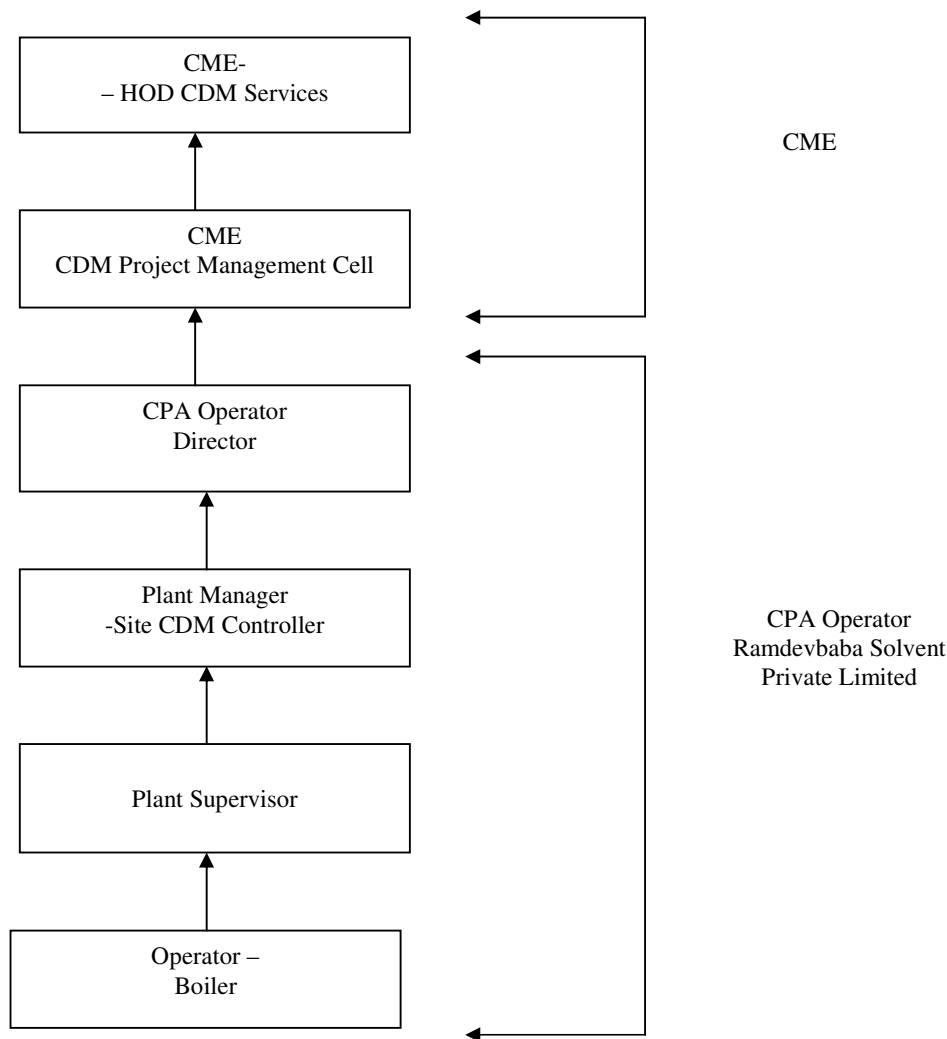 CME-
– HOD CDM Services
CME
CME
CDM Project Management Cell
CPA Operator
Director
Plant Manager
-Site CDM Controller
CPA Operator
Ramdevbaba Solvent
Private Limited
Plant Supervisor
Operator –
Boiler